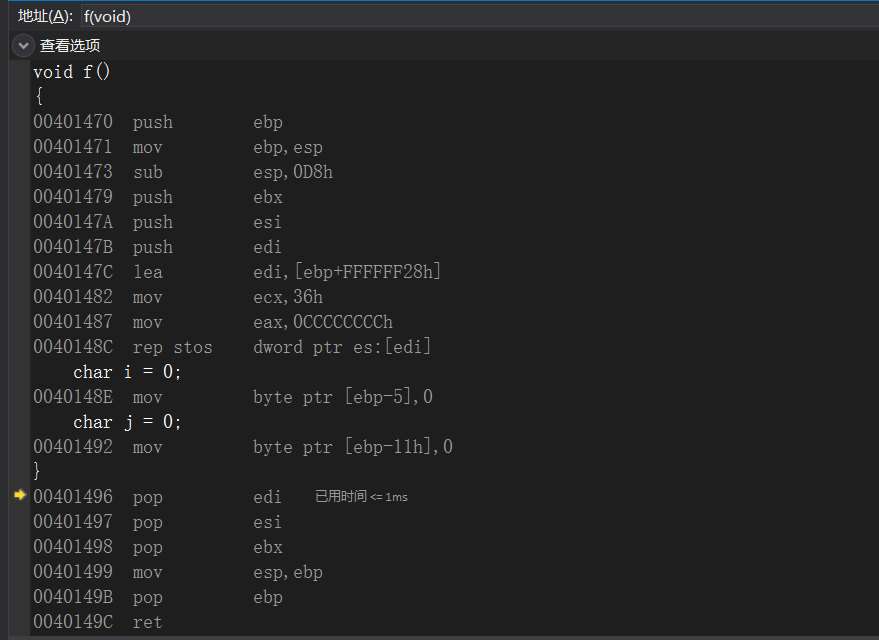 地址(A): f(void)
查看选项
void f()
{
00401470 push ebp
00401471 mov ebp,esp
00401473 sub esp,0D8h
00401479 push ebx
0040147A push esi
0040147B push edi
0040147C lea edi,[ebp+FFFFFF28h]
00401482 mov ecx,36h
00401487 mov eax,0CCCCCCCCh
0040148C rep stos dword ptr es:[edi]
char i = 0;
0040148E mov byte ptr [ebp-5],0
char j = 0;
00401492 mov byte ptr [ebp-11h],0
}
00401496 pop edi 已用时间 <= 1ms
00401497 pop esi
00401498 pop ebx
00401499 mov esp,ebp
0040149B pop ebp
0040149C ret